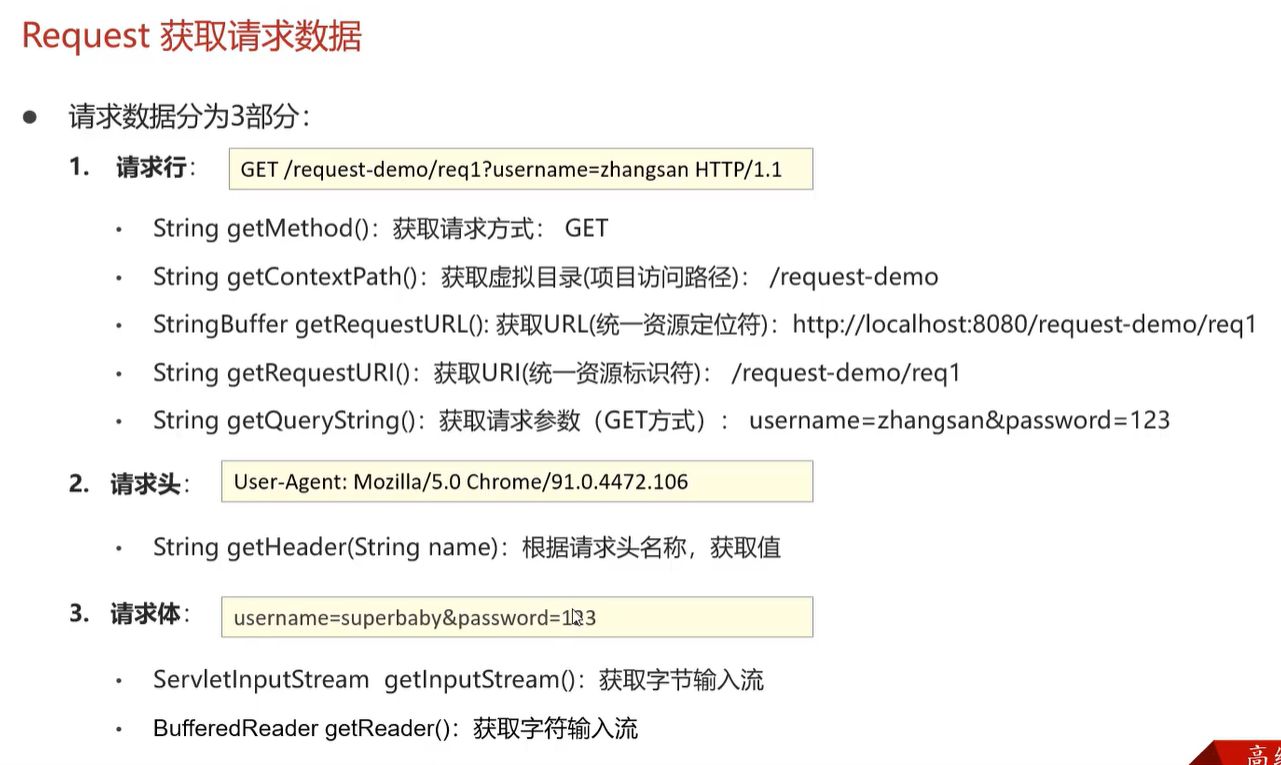 Request 获取请求数据
● 请求数据分为3部分：
1. 请求行： GET /request-demo/req1?username=zhangsan HTTP/1.1
• String getMethod()：获取请求方式： GET
• String getContextPath()：获取虚拟目录(项目访问路径)： /request-demo
• StringBuffer getRequestURL(): 获取URL(统一资源定位符)：http://localhost:8080/request-demo/req1
• String getRequestURI()：获取URI(统一资源标识符)： /request-demo/req1
• String getQueryString()：获取请求参数（GET方式）： username=zhangsan&password=123
2. 请求头： User-Agent: Mozilla/5.0 Chrome/91.0.4472.106
• String getHeader(String name)：根据请求头名称，获取值
3. 请求体： username=superbaby&password=123
• ServletInputStream getInputStream()：获取字节输入流
• BufferedReader getReader()：获取字符输入流
高